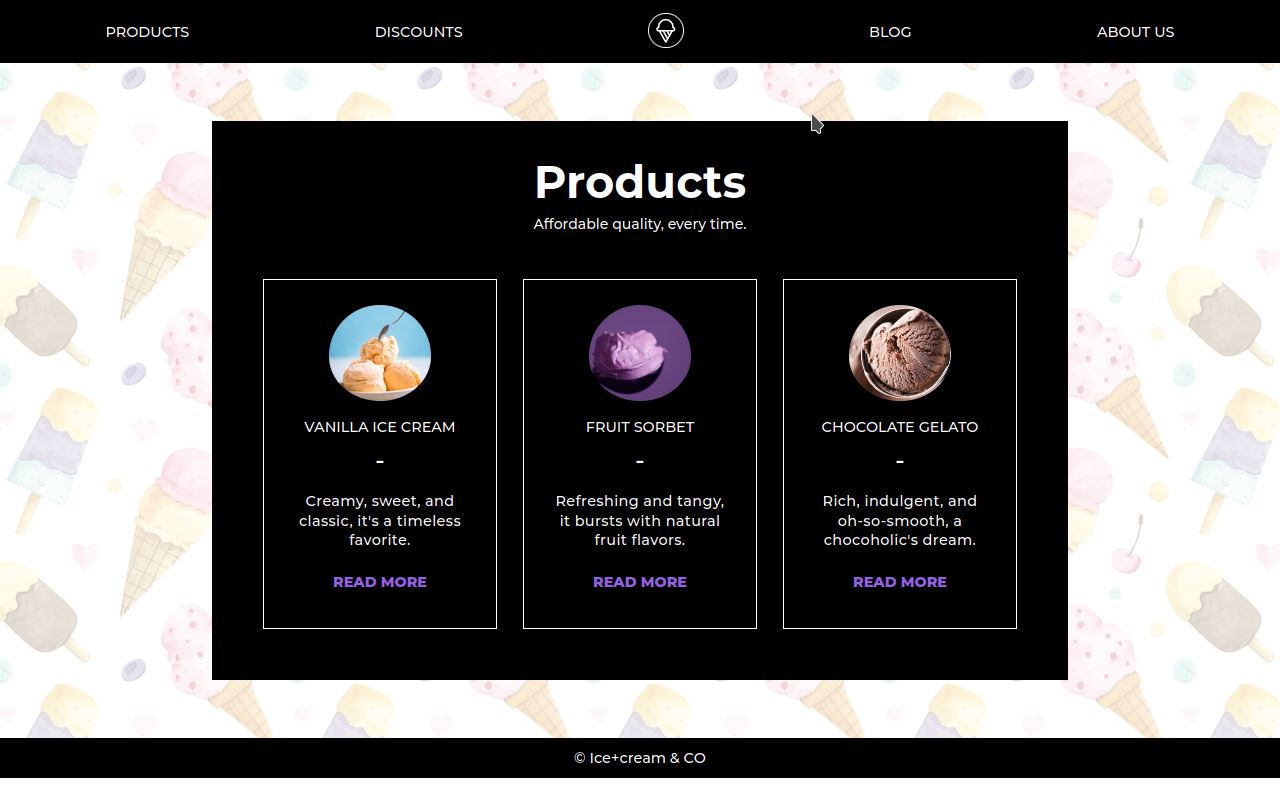 PRODUCTS DISCOUNTS BLOG ABOUT US
Products
Affordable quality, every time.
VANILLA ICE CREAM
-
Creamy, sweet, and
classic, it's a timeless
favorite.
READ MORE
FRUIT SORBET
-
Refreshing and tangy,
it bursts with natural
fruit flavors.
READ MORE
CHOCOLATE GELATO
-
Rich, indulgent, and
oh-so-smooth, a
chocoholic's dream.
READ MORE
© Ice+cream & CO